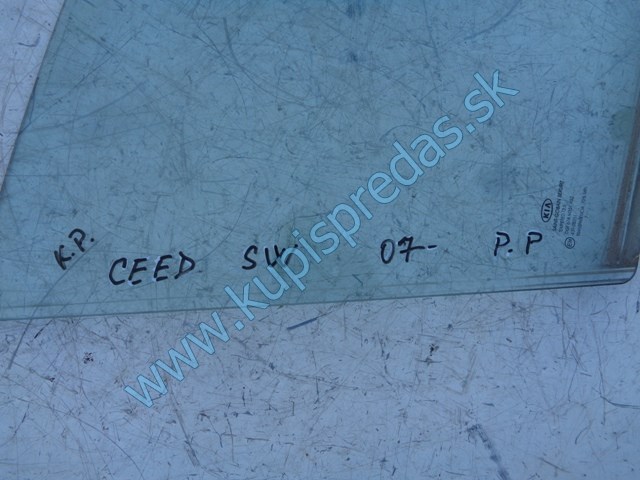 www.kupispredas.sk
KIA
K.P.
CEED SW. 07- P.P